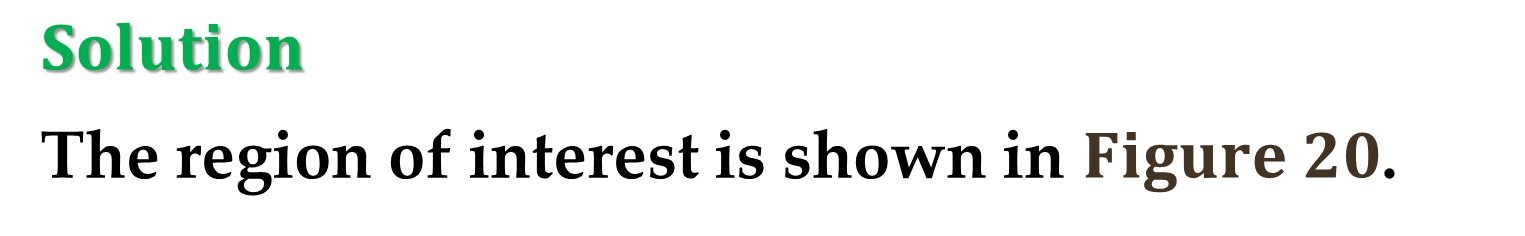 Solution
The region of interest is shown in Figure 20.